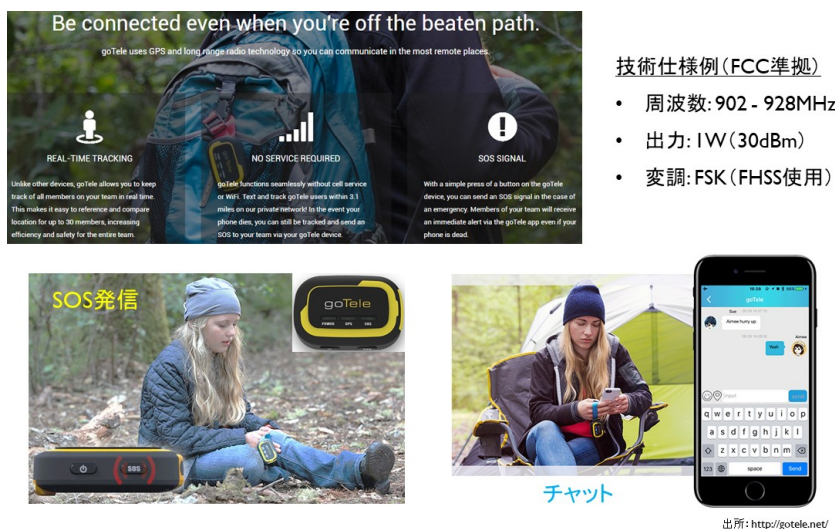 Be connected even when you're off the beaten path.
goTele uses GPS and long range radio technology so you can communicate in the most remote places.
REAL-TIME TRACKING
Unlike other devices, goTele allows you to keep
track of all members on your team in real time.
This makes it easy to reference and compare
location for up to 30 members, increasing
efficiency and safety for the entire team.
NO SERVICE REQUIRED
goTele functions seamlessly without cell service
or WiFi. Text and track goTele users within 3.1
miles on our private network! In the event your
phone dies, you can still be tracked and send an
SOS to your team via your goTele device.
SOS SIGNAL
With a simple press of a button on the goTele
device, you can send an SOS signal in the case of
an emergency. Members of your team will receive
an immediate alert via the goTele app even if your
phone is dead.
技術仕様例(FCC準拠)
• 周波数: 902 - 928MHz
• 出力: 1W(30dBm)
• 変調: FSK(FHSS使用)
SOS発信
goTele
POWER GPS SOS
SOS
チャット
goTele
Sue
Aimee hurry up
Aimee
Yeah
input
send
q w e r t y u i o p
a s d f g h j k l
z x c v b n m
123 space Send
出所: http://gotele.net/